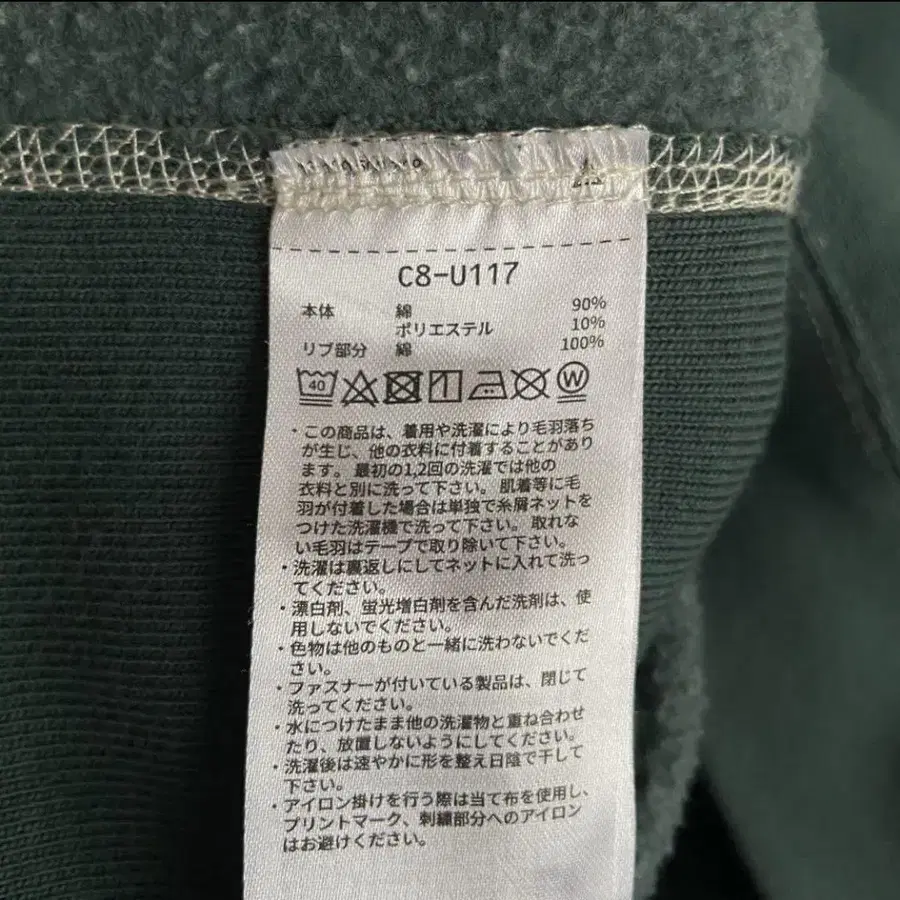 C8-U117
本体 綿 90%
ポリエステル 10%
リブ部分 綿 100%
40 W
・この商品は、着用や洗濯により毛羽落ち
が生じ、他の衣料に付着することがあり
ます。最初の1,2回の洗濯では他の
衣料と別に洗って下さい。肌着等に毛
羽が付着した場合は単独で糸屑ネットを
つけた洗濯機で洗って下さい。取れな
い毛羽はテープで取り除いて下さい。
・洗濯は裏返しにしてネットに入れて洗っ
てください。
・漂白剤、蛍光増白剤を含んだ洗剤は、使
用しないでください。
・色物は他のものと一緒に洗わないでくだ
さい。
・ファスナーが付いている製品は、閉じて
洗ってください。
・水につけたまま他の洗濯物と重ね合わせ
たり、放置しないようにしてください。
・洗濯後は速やかに形を整え日陰で干して
下さい。
・アイロン掛けを行う際は当て布を使用し、
プリントマーク、刺繍部分へのアイロン
はお避けください。